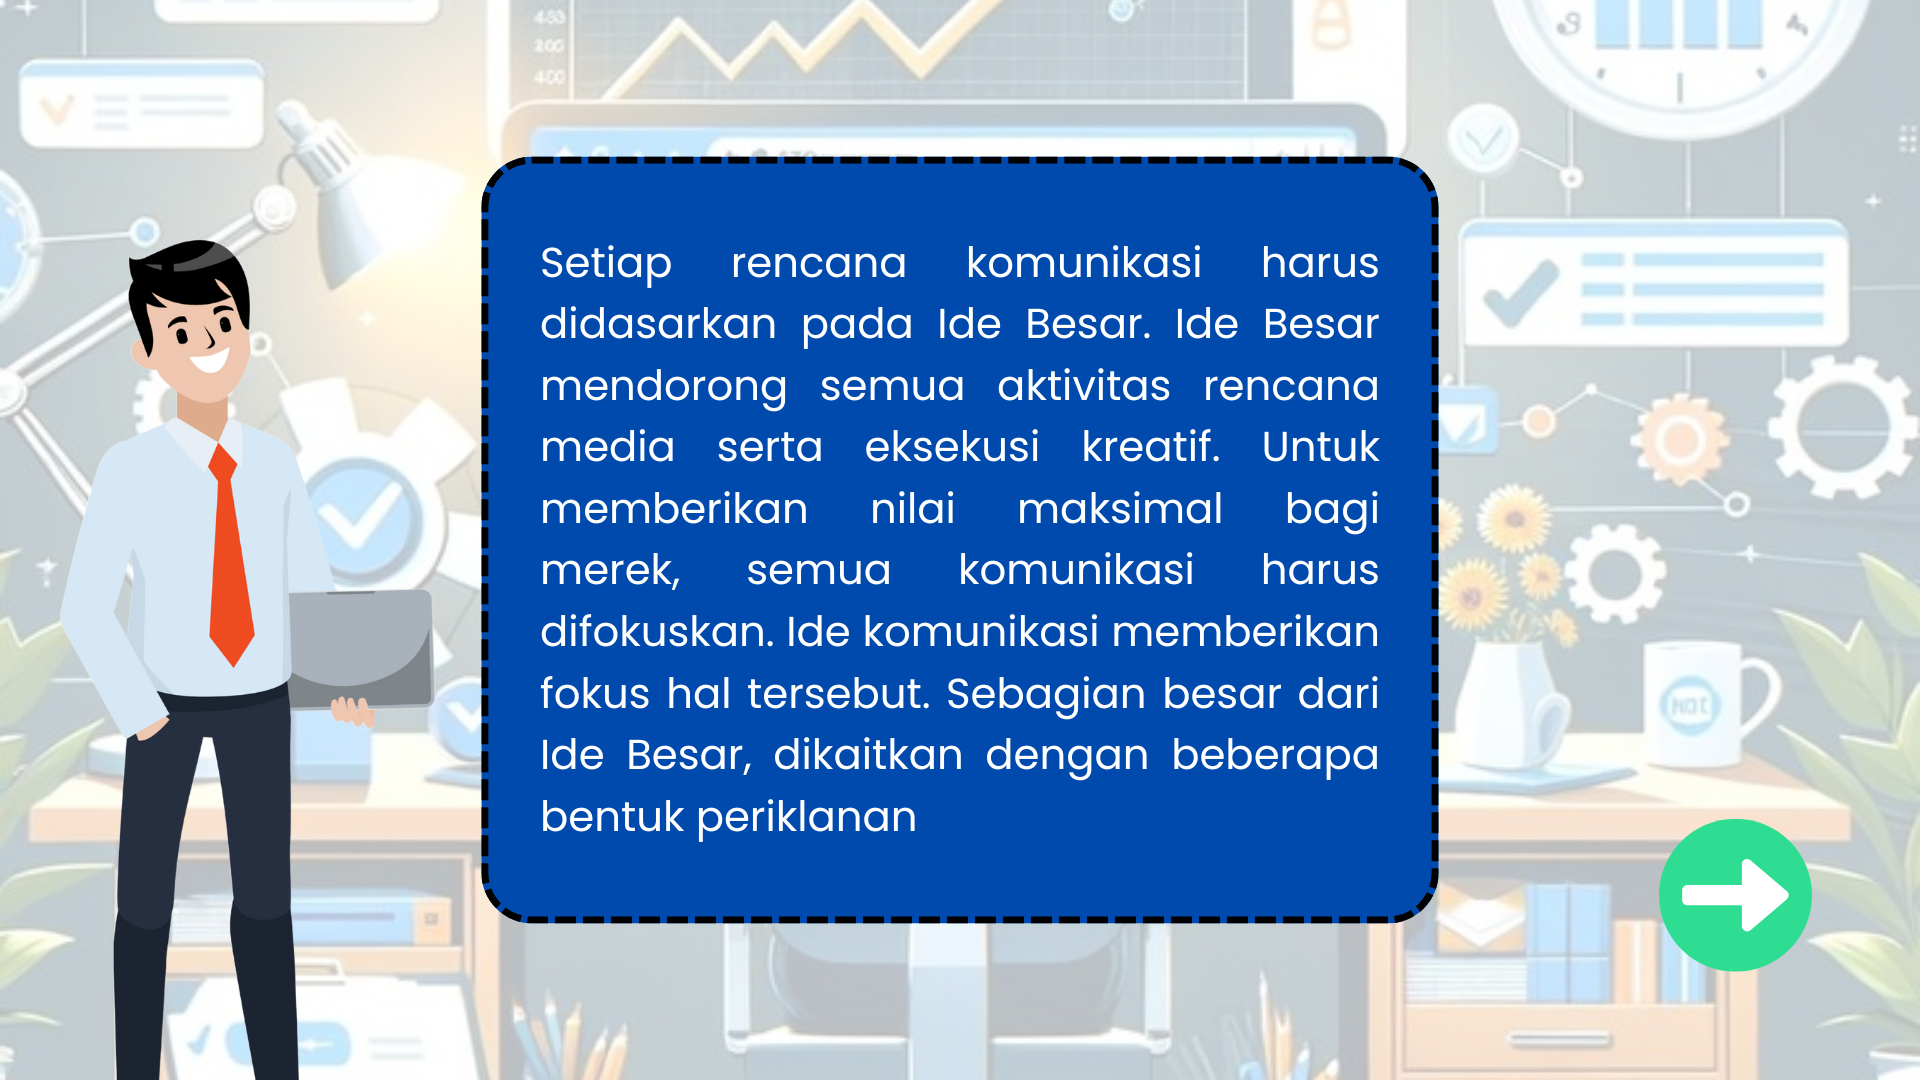 Setiap rencana komunikasi harus
didasarkan pada Ide Besar. Ide Besar
mendorong semua aktivitas rencana
media serta eksekusi kreatif. Untuk
memberikan nilai maksimal bagi
merek, semua komunikasi harus
difokuskan. Ide komunikasi memberikan
fokus hal tersebut. Sebagian besar dari
Ide Besar, dikaitkan dengan beberapa
bentuk periklanan